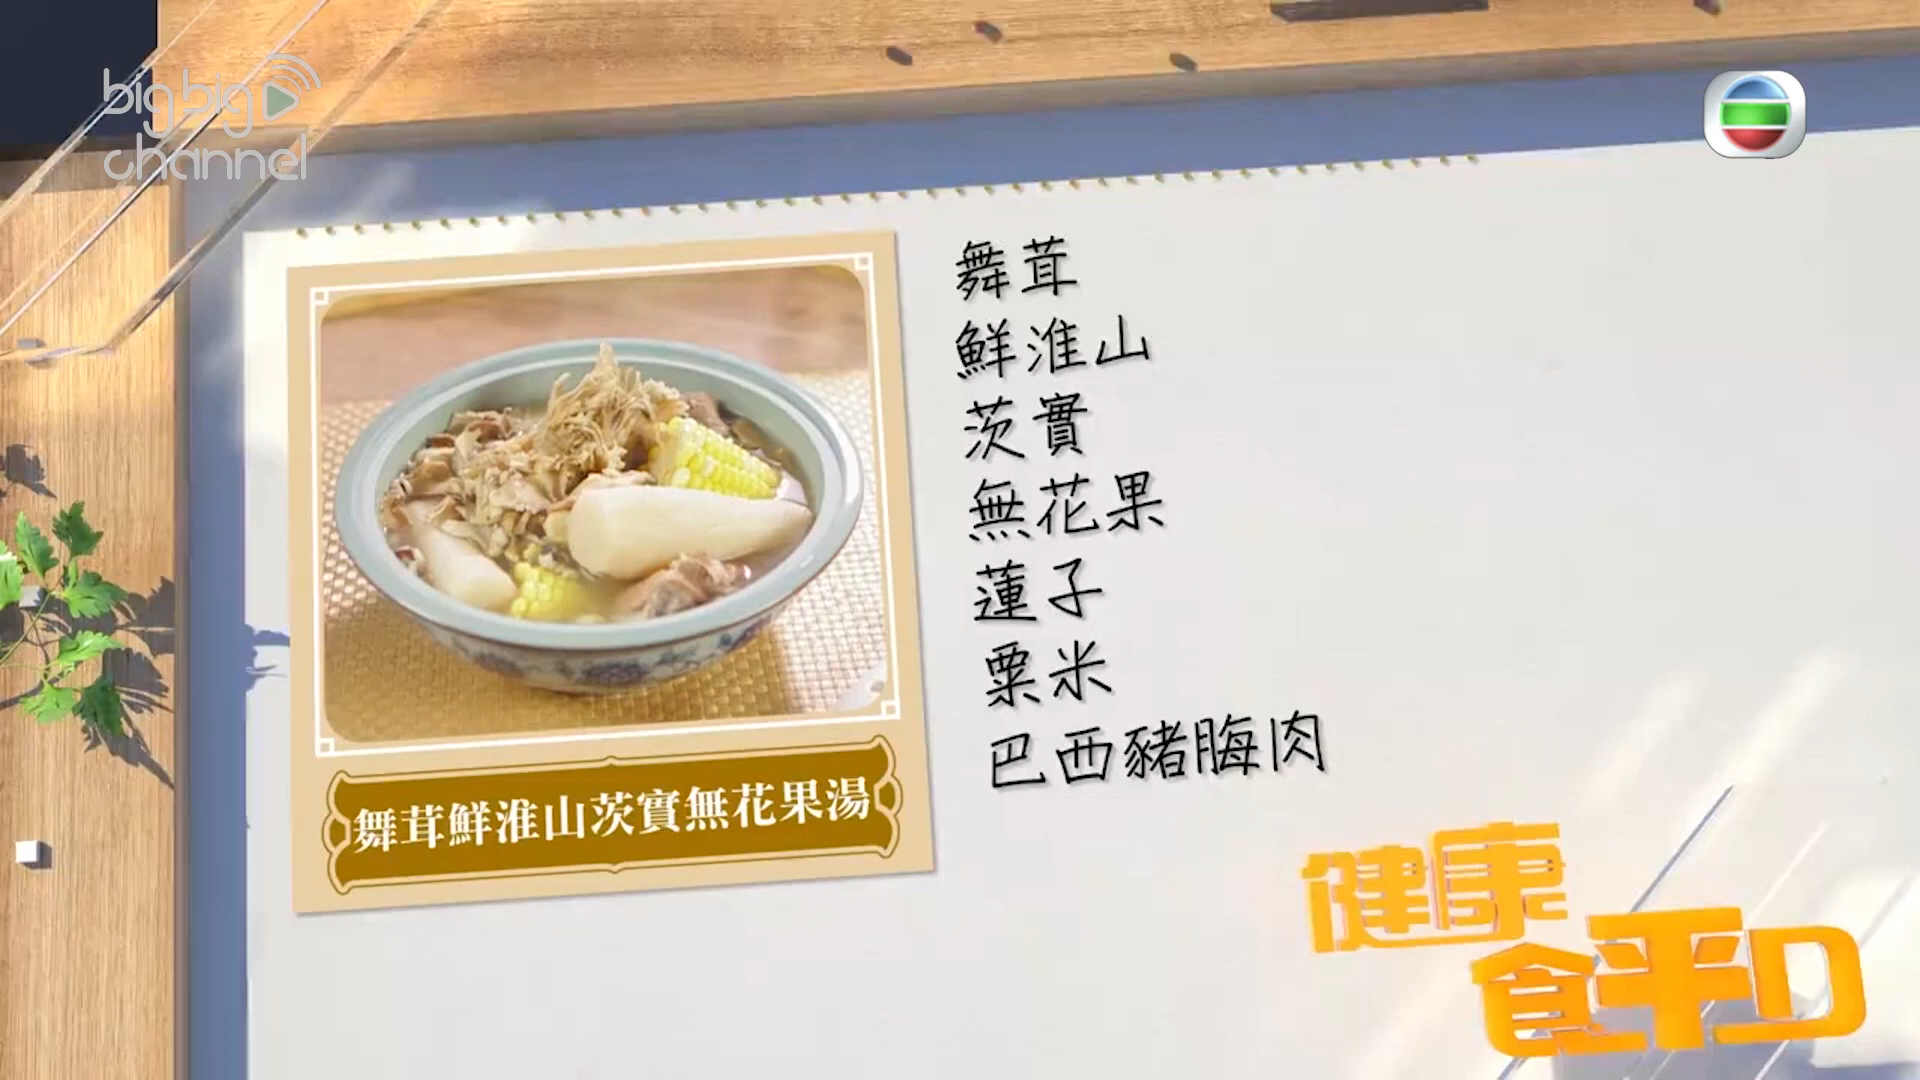 big big
channel
舞茸
鮮淮山
茨實
無花果
蓮子
粟米
巴西豬脢肉
舞茸鮮淮山茨實無花果湯
健康
食平D